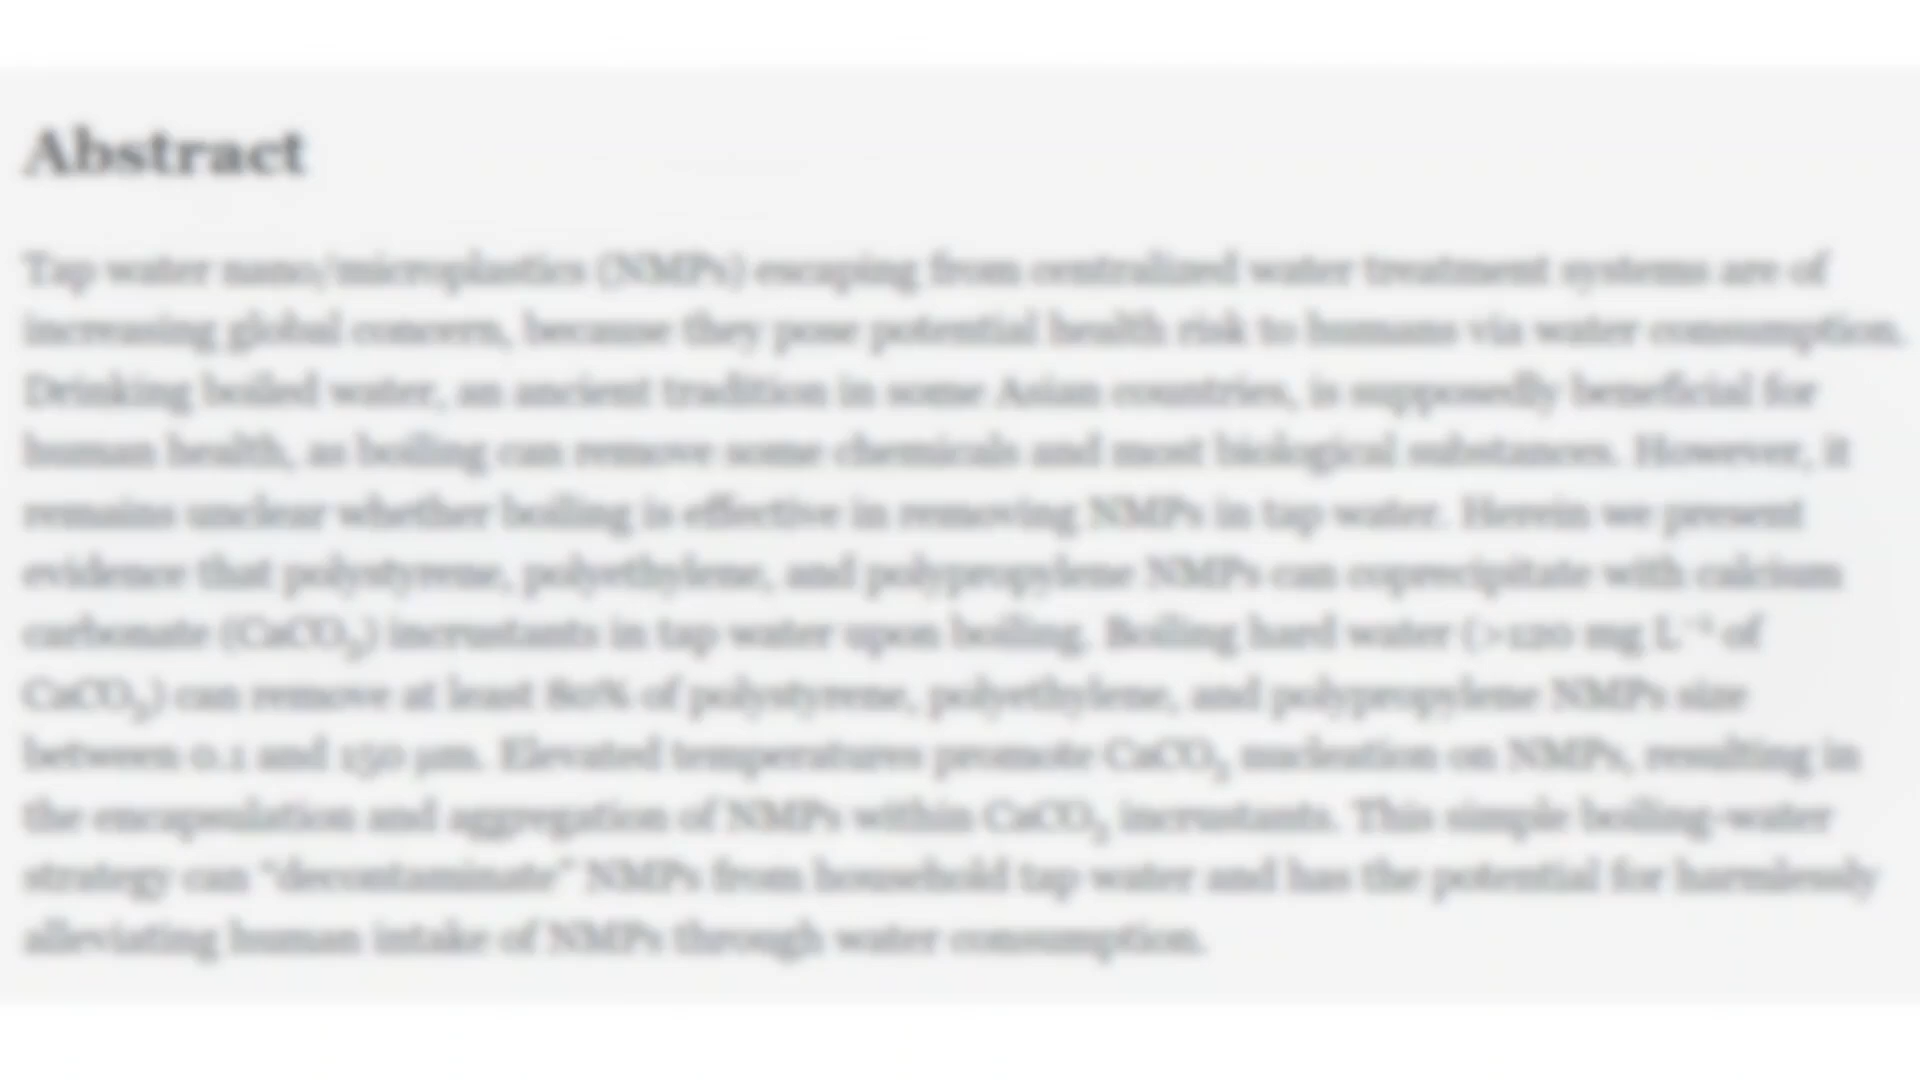 Abstract
Tap water nano/microplastics (NMPs) escaping from centralized water treatment systems are of
increasing global concern, because they pose potential health risk to humans via water consumption.
Drinking boiled water, an ancient tradition in some Asian countries, is supposedly beneficial for
human health, as boiling can remove some chemicals and most biological substances. However, it
remains unclear whether boiling is effective in removing NMPs in tap water. Herein we present
evidence that polystyrene, polyethylene, and polypropylene NMPs can coprecipitate with calcium
carbonate (CaCO₃) incrustants in tap water upon boiling. Boiling hard water (>120 mg L⁻¹ of
CaCO₃) can remove at least 80% of polystyrene, polyethylene, and polypropylene NMPs size
between 0.1 and 150 μm. Elevated temperatures promote CaCO₃ nucleation on NMPs, resulting in
the encapsulation and aggregation of NMPs within CaCO₃ incrustants. This simple boiling-water
strategy can “decontaminate” NMPs from household tap water and has the potential for harmlessly
alleviating human intake of NMPs through water consumption.